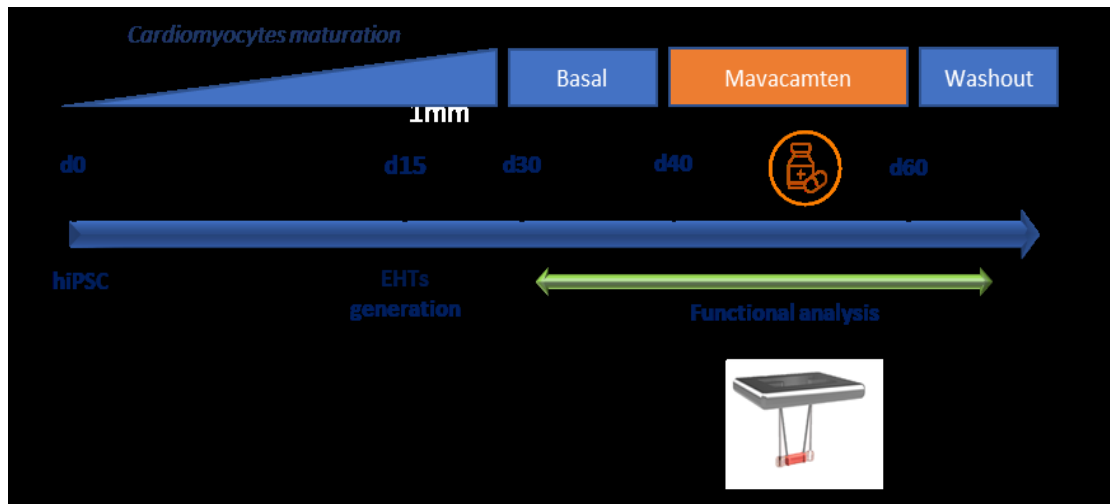 Cardiomyocytes maturation
Basal
Mavacamten
Washout
1mm
d0
d15
d30
d40
d60
hiPSC
EHTs
generation
Functional analysis